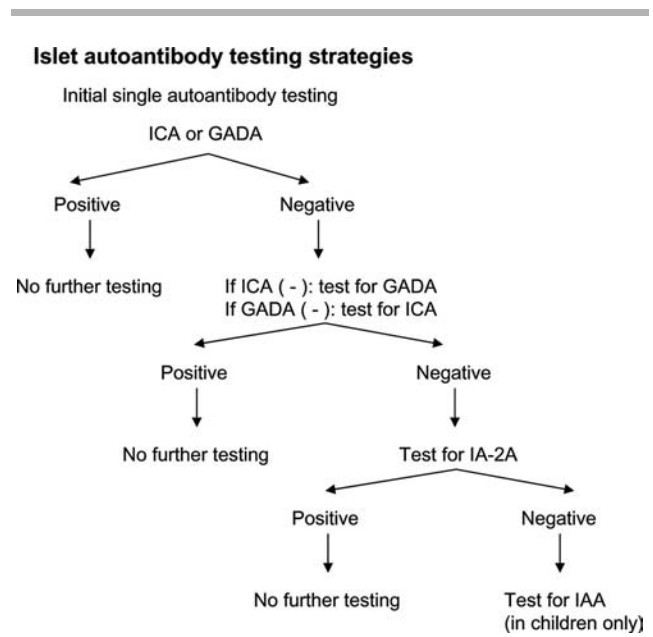 Islet autoantibody testing strategies
Initial single autoantibody testing
ICA or GADA
Positive
Negative
No further testing
If ICA ( - ): test for GADA
If GADA ( - ): test for ICA
Positive
Negative
No further testing
Test for IA-2A
Positive
Negative
No further testing
Test for IAA
(in children only)